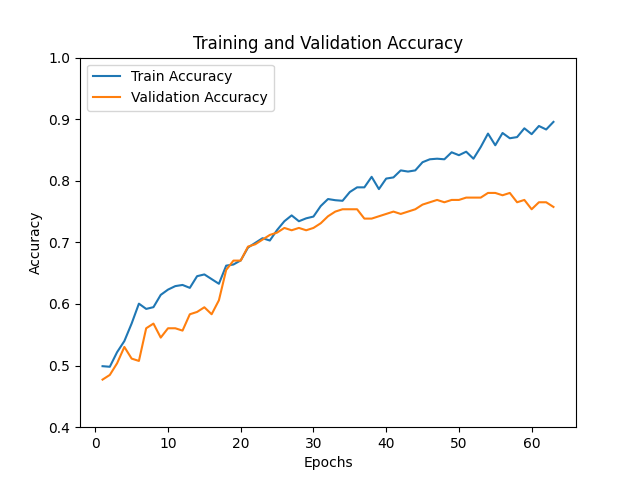 Training and Validation Accuracy
Train Accuracy
Validation Accuracy
1.0
0.9
0.8
0.7
0.6
0.5
0.4
Accuracy
0 10 20 30 40 50 60
Epochs